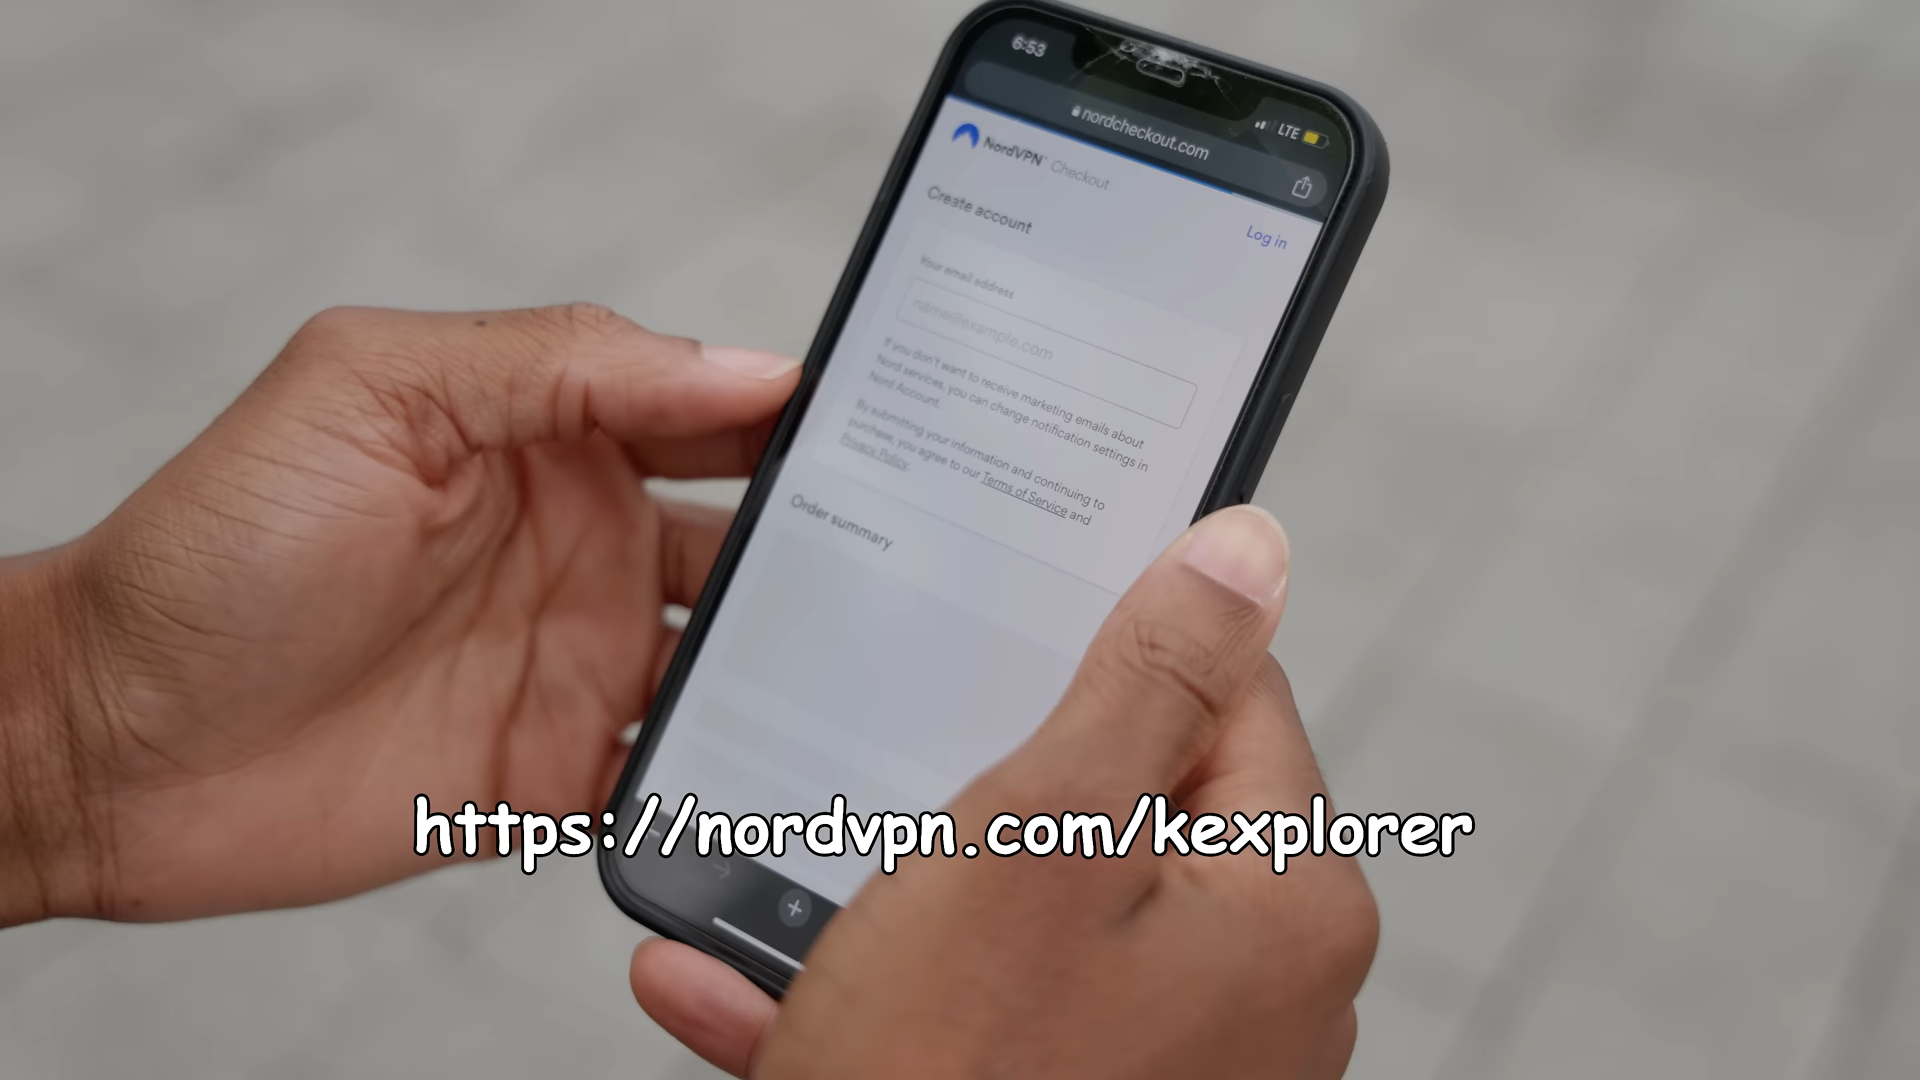 6:53
LTE
nordcheckout.com
NordVPN® Checkout
Create account
Log in
Your email address
name@example.com
If you don't want to receive marketing emails about
Nord services, you can change notification settings in
Nord Account.
By submitting your information and continuing to
purchase, you agree to our Terms of Service and
Privacy Policy.
Order summary
https://nordvpn.com/kexplorer